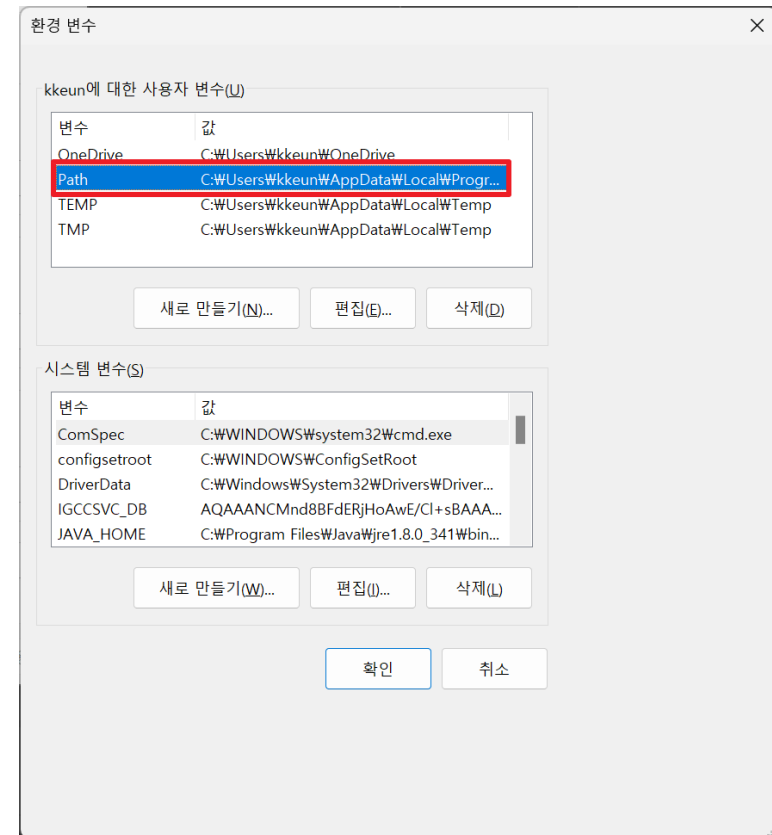 환경 변수
kkeun에 대한 사용자 변수(U)
변수 값
OneDrive C:₩Users₩kkeun₩OneDrive
Path C:₩Users₩kkeun₩AppData₩Local₩Progr...
TEMP C:₩Users₩kkeun₩AppData₩Local₩Temp
TMP C:₩Users₩kkeun₩AppData₩Local₩Temp
새로 만들기(N)... 편집(E)... 삭제(D)
시스템 변수(S)
변수 값
ComSpec C:₩WINDOWS₩system32₩cmd.exe
configsetroot C:₩WINDOWS₩ConfigSetRoot
DriverData C:₩Windows₩System32₩Drivers₩Driver...
IGCCSVC_DB AQAAANCMnd8BFdERjHoAwE/Cl+sBAAA...
JAVA_HOME C:₩Program Files₩Java₩jre1.8.0_341₩bin...
새로 만들기(W)... 편집(I)... 삭제(L)
확인 취소